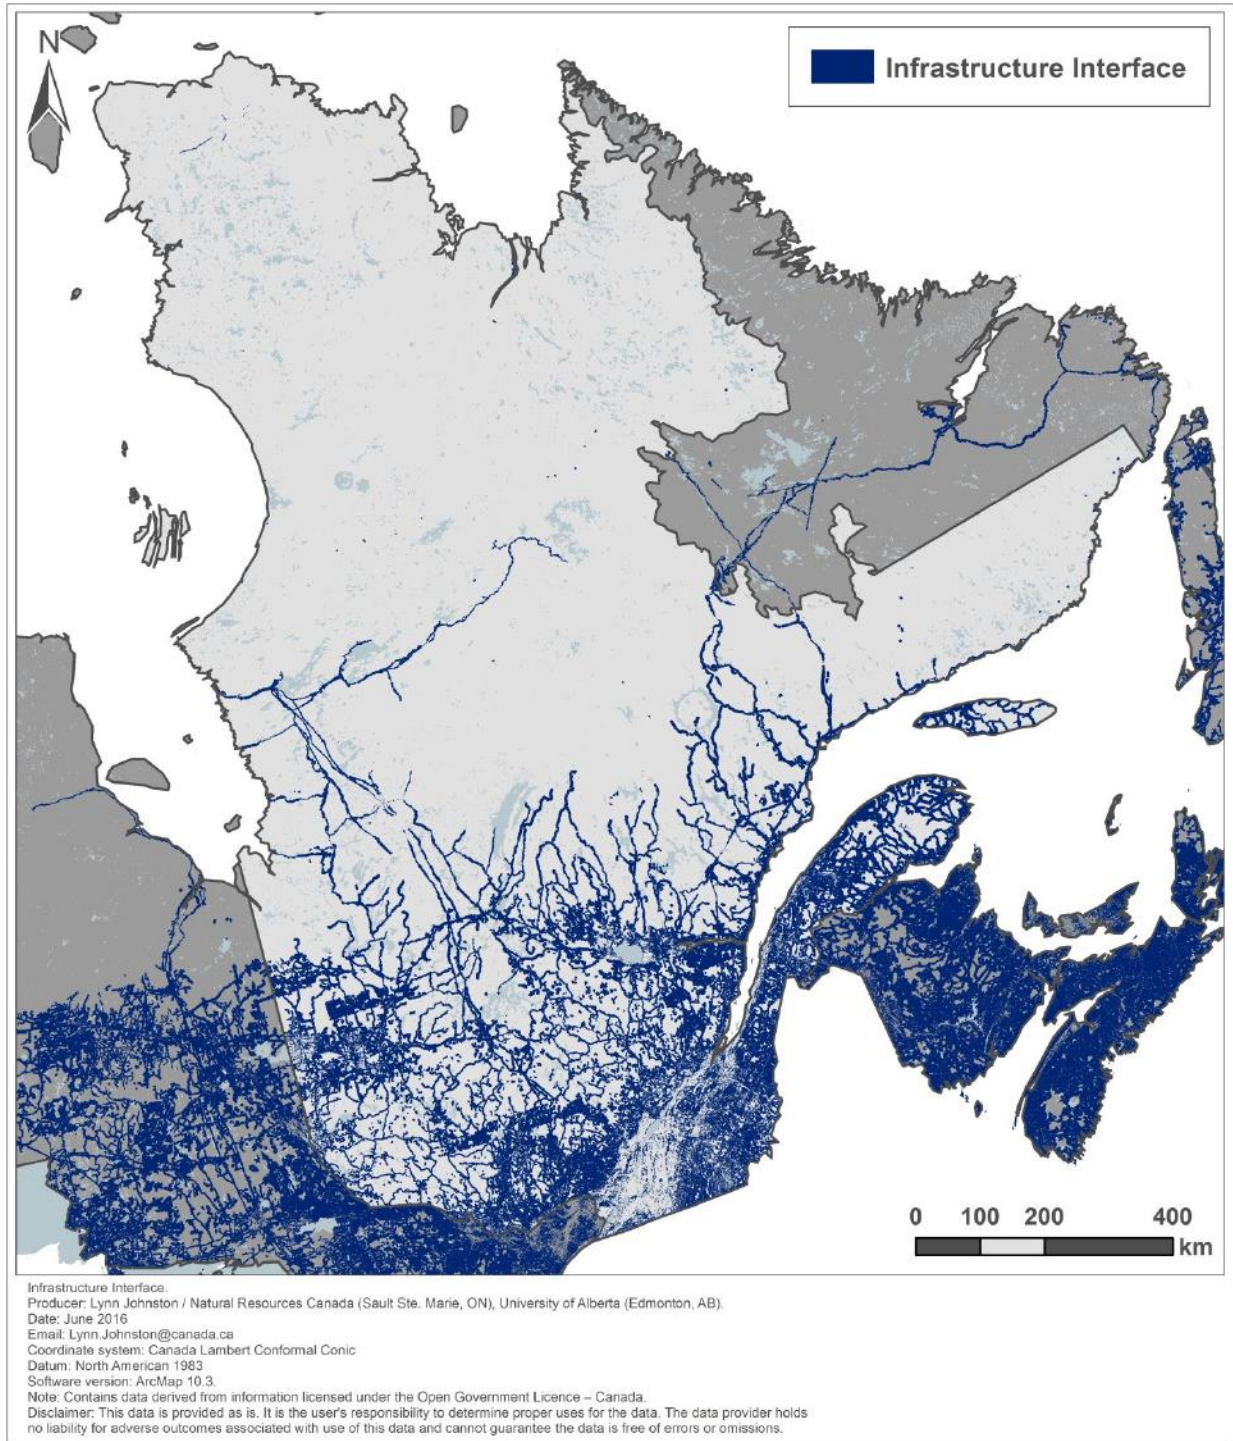 N
Infrastructure Interface
0 100 200 400
km
Infrastructure Interface.
Producer: Lynn Johnston / Natural Resources Canada (Sault Ste. Marie, ON), University of Alberta (Edmonton, AB).
Date: June 2016
Email: Lynn.Johnston@canada.ca
Coordinate system: Canada Lambert Conformal Conic
Datum: North American 1983
Software version: ArcMap 10.3.
Note: Contains data derived from information licensed under the Open Government Licence – Canada.
Disclaimer: This data is provided as is. It is the user's responsibility to determine proper uses for the data. The data provider holds
no liability for adverse outcomes associated with use of this data and cannot guarantee the data is free of errors or omissions.